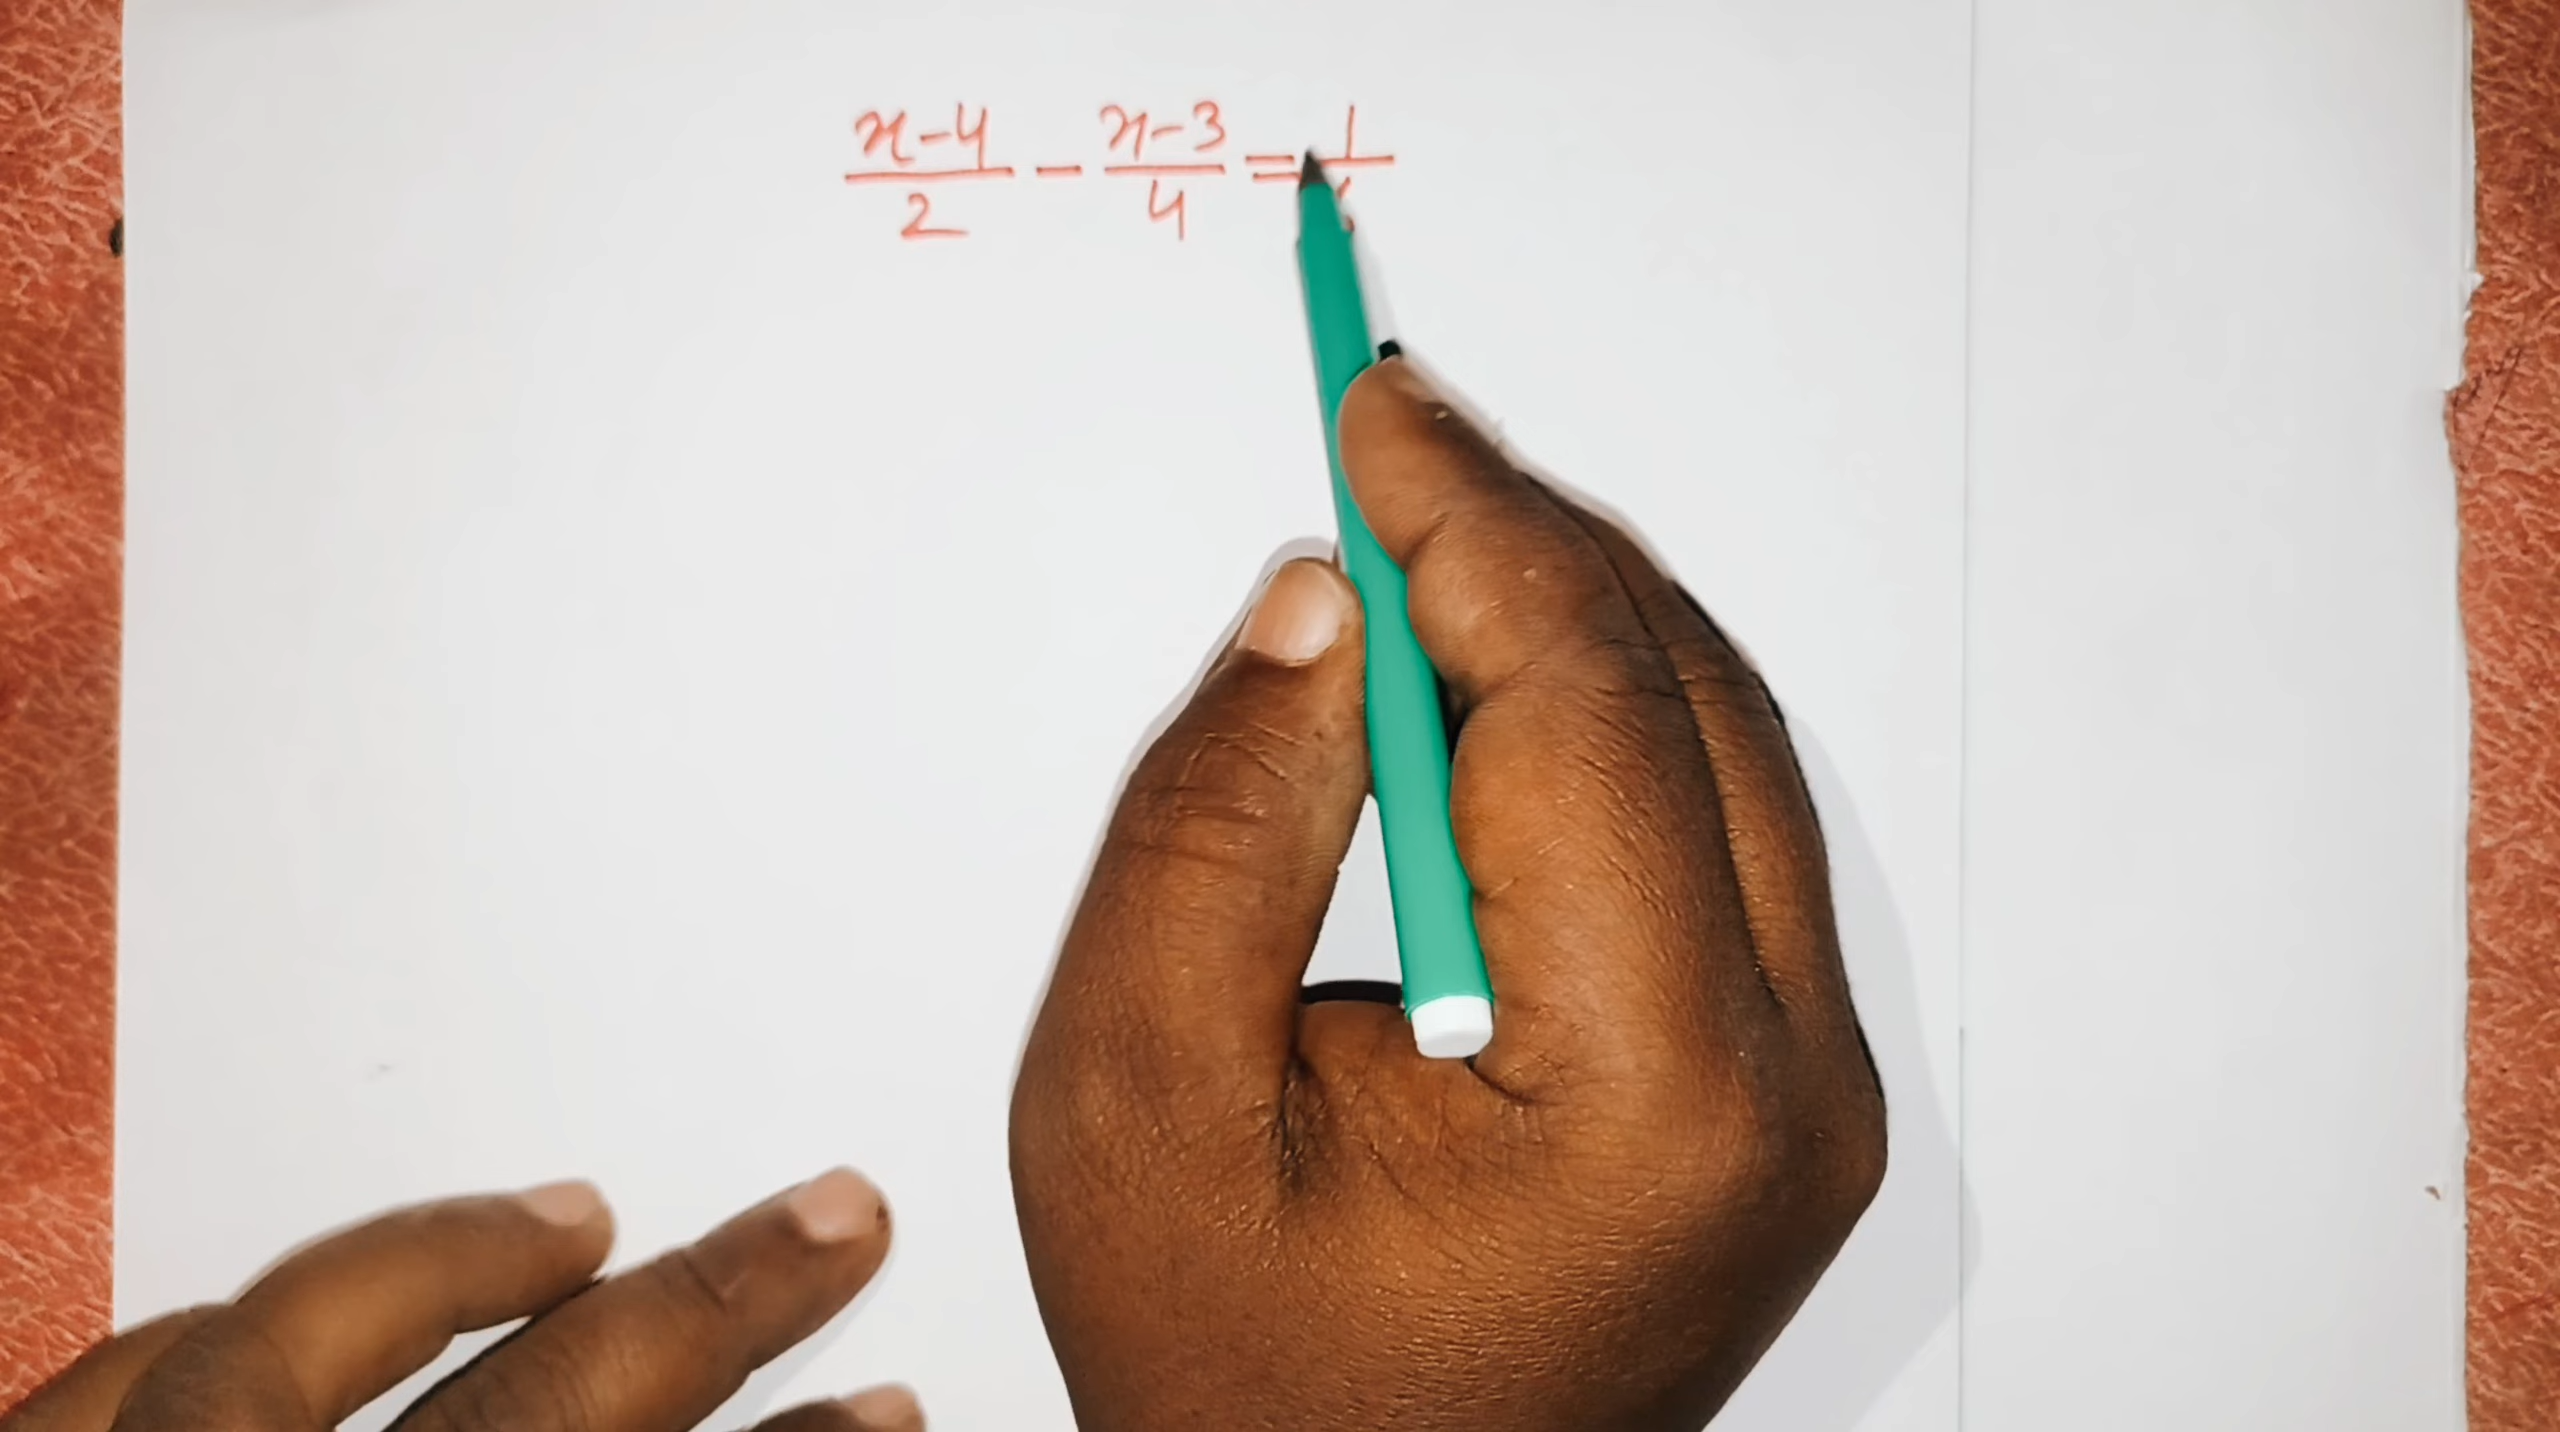 x-4/2 - x-3/4 = 1/